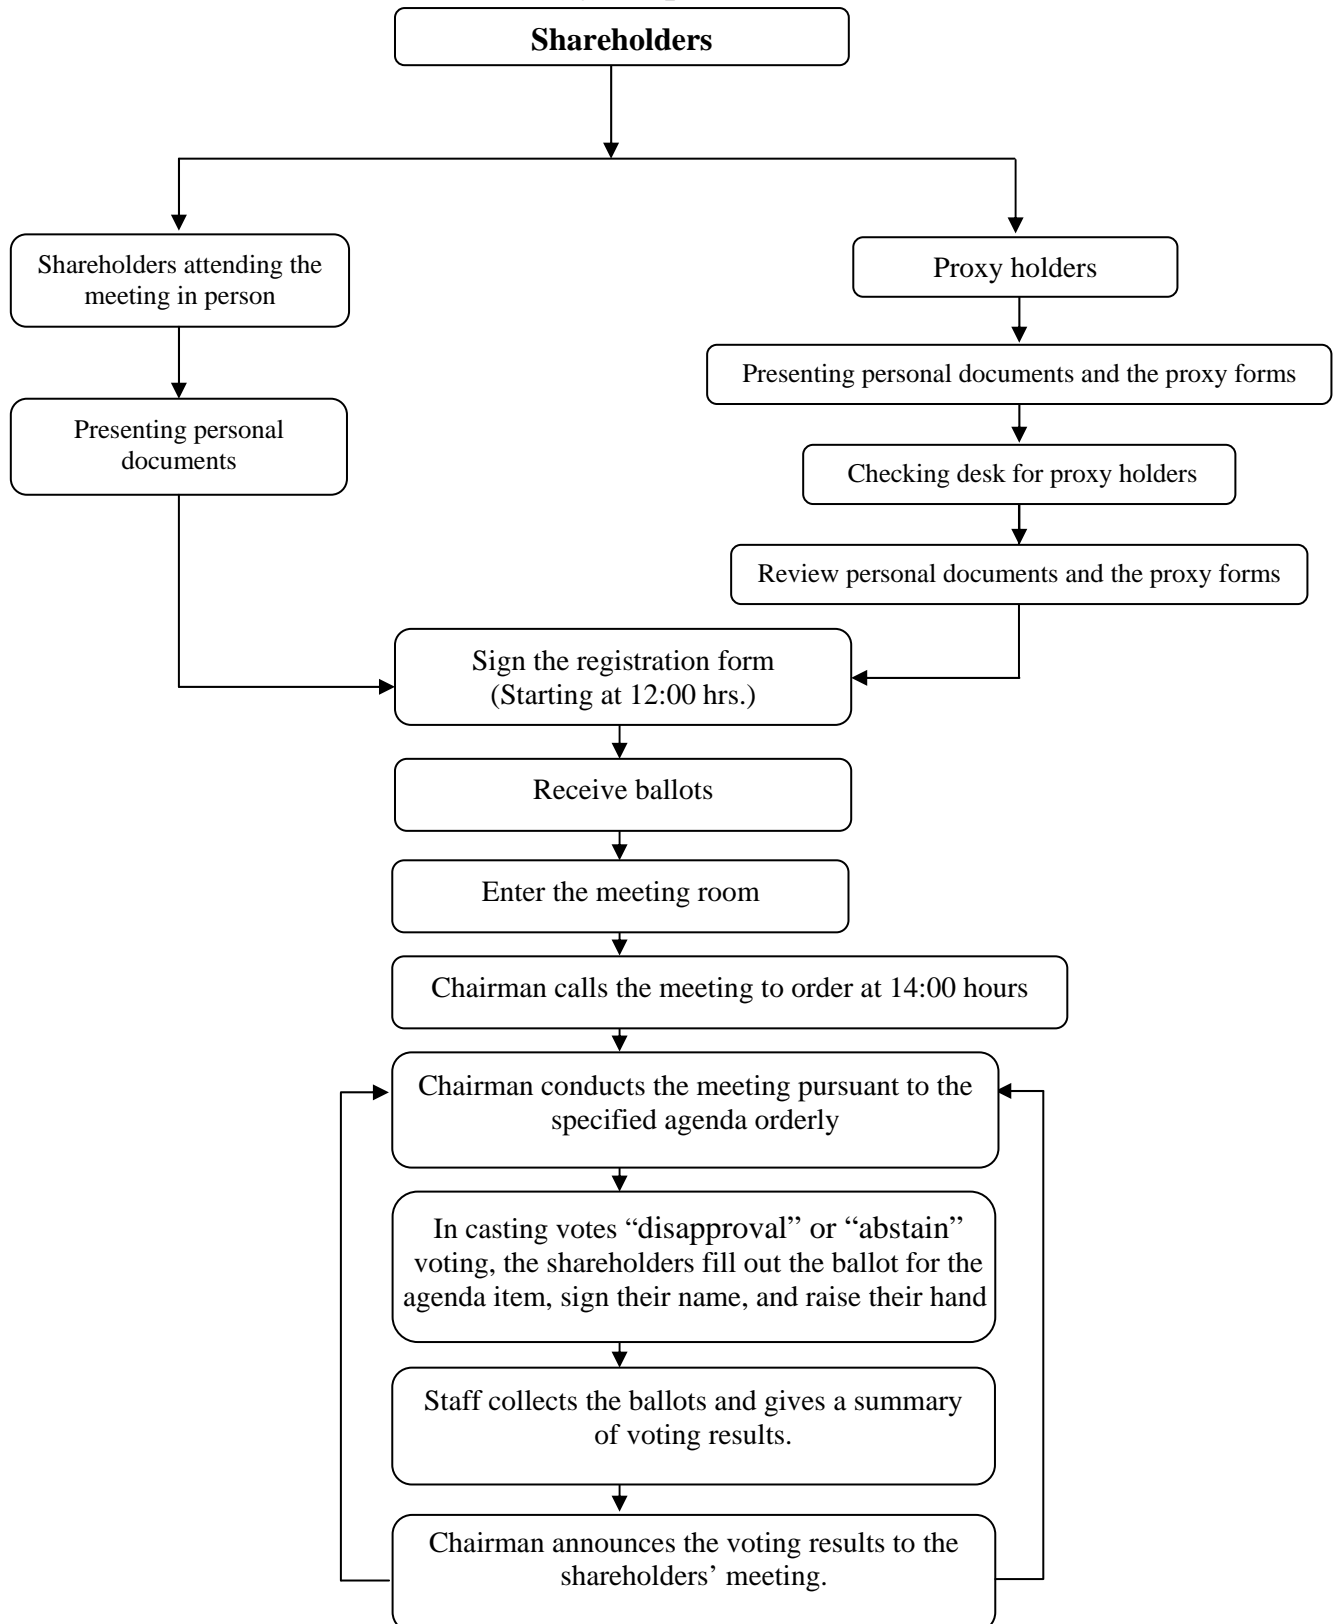 Shareholders
Shareholders attending the
meeting in person
Proxy holders
Presenting personal documents and the proxy forms
Presenting personal
documents
Checking desk for proxy holders
Review personal documents and the proxy forms
Sign the registration form
(Starting at 12:00 hrs.)
Receive ballots
Enter the meeting room
Chairman calls the meeting to order at 14:00 hours
Chairman conducts the meeting pursuant to the
specified agenda orderly
In casting votes “disapproval” or “abstain”
voting, the shareholders fill out the ballot for the
agenda item, sign their name, and raise their hand
Staff collects the ballots and gives a summary
of voting results.
Chairman announces the voting results to the
shareholders’ meeting.